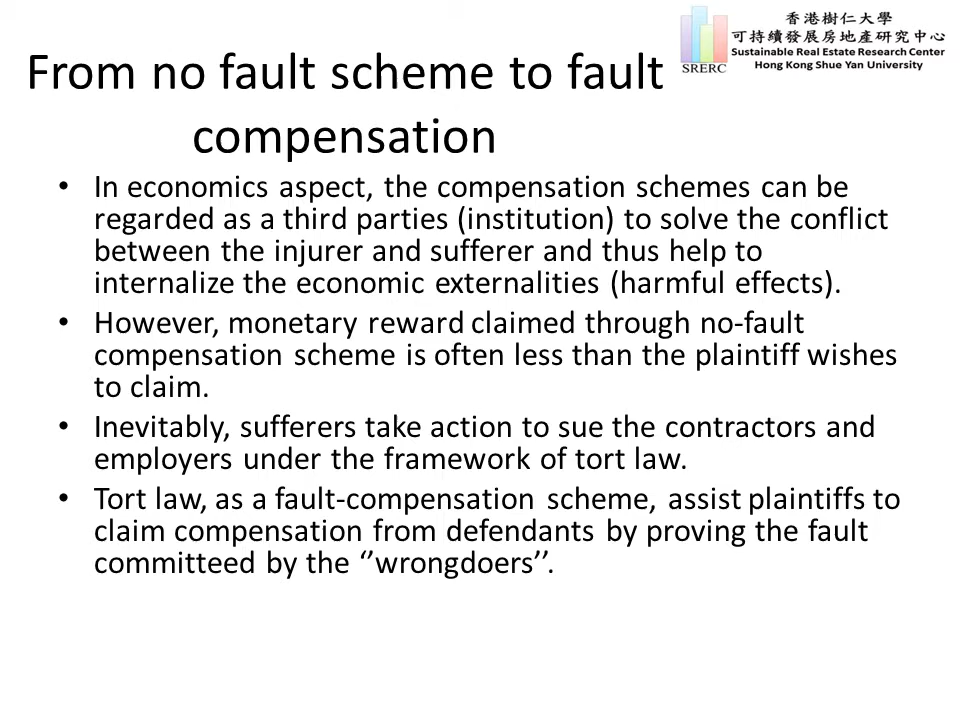 香港樹仁大學
可持續發展房地產研究中心
Sustainable Real Estate Research Center
Hong Kong Shue Yan University
SRERC
From no fault scheme to fault
compensation
• In economics aspect, the compensation schemes can be
regarded as a third parties (institution) to solve the conflict
between the injurer and sufferer and thus help to
internalize the economic externalities (harmful effects).
• However, monetary reward claimed through no-fault
compensation scheme is often less than the plaintiff wishes
to claim.
• Inevitably, sufferers take action to sue the contractors and
employers under the framework of tort law.
• Tort law, as a fault-compensation scheme, assist plaintiffs to
claim compensation from defendants by proving the fault
committeed by the ‘’wrongdoers’’.